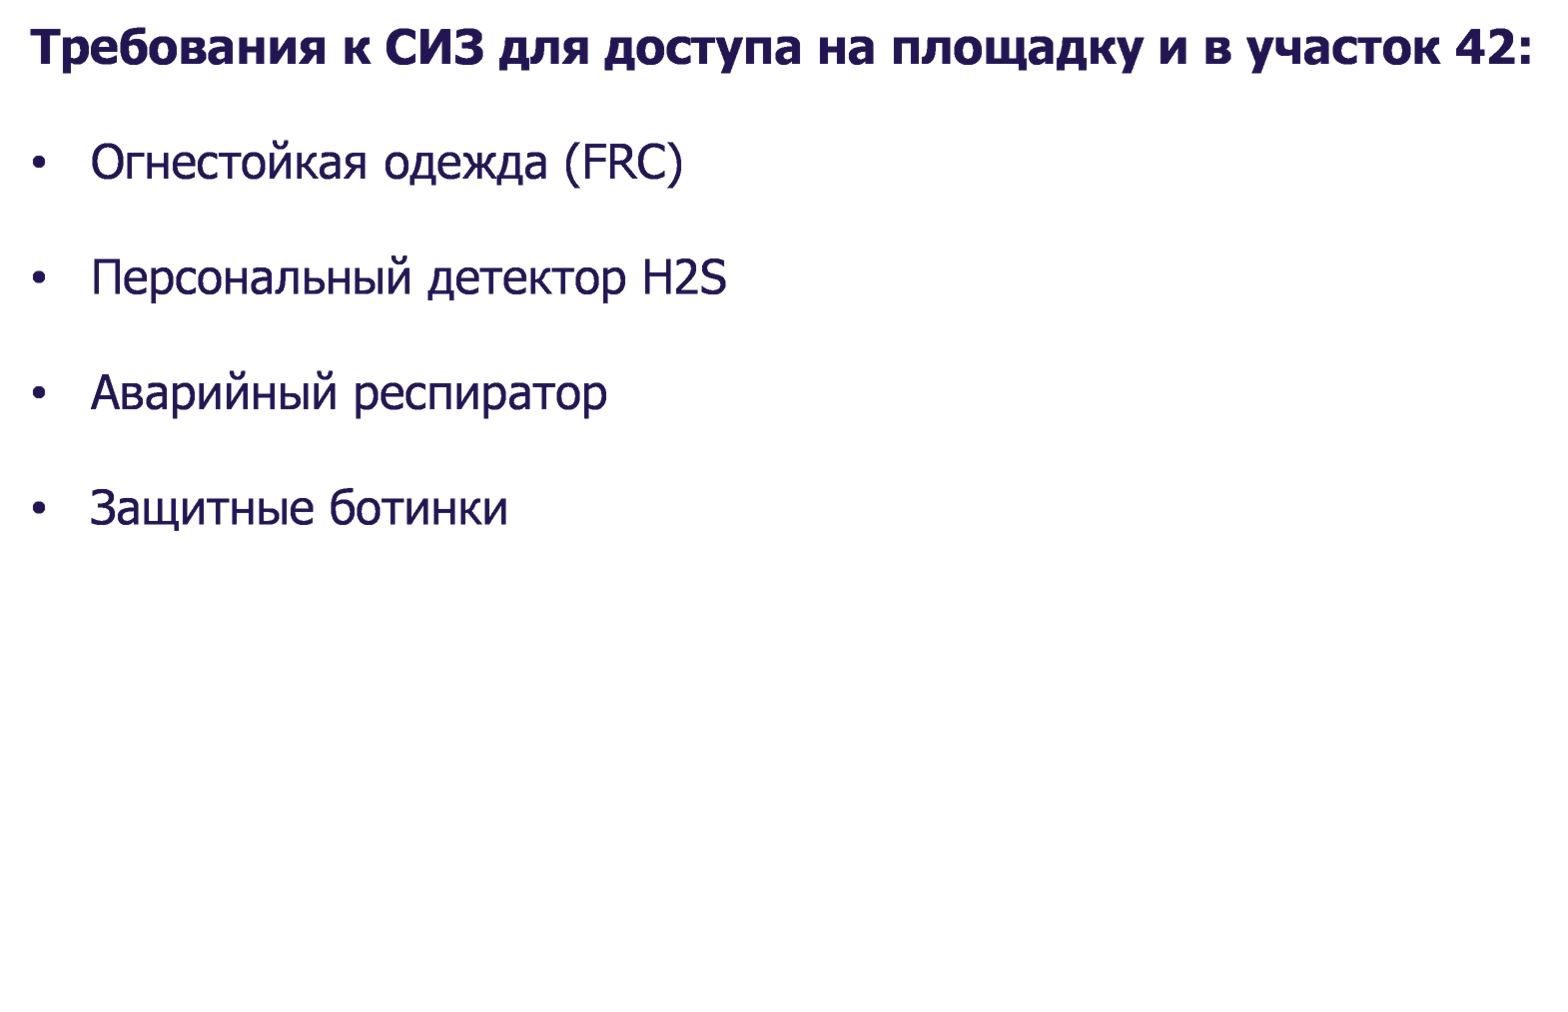 Требования к СИЗ для доступа на площадку и в участок 42:
• Огнестойкая одежда (FRC)
• Персональный детектор H2S
• Аварийный респиратор
• Защитные ботинки